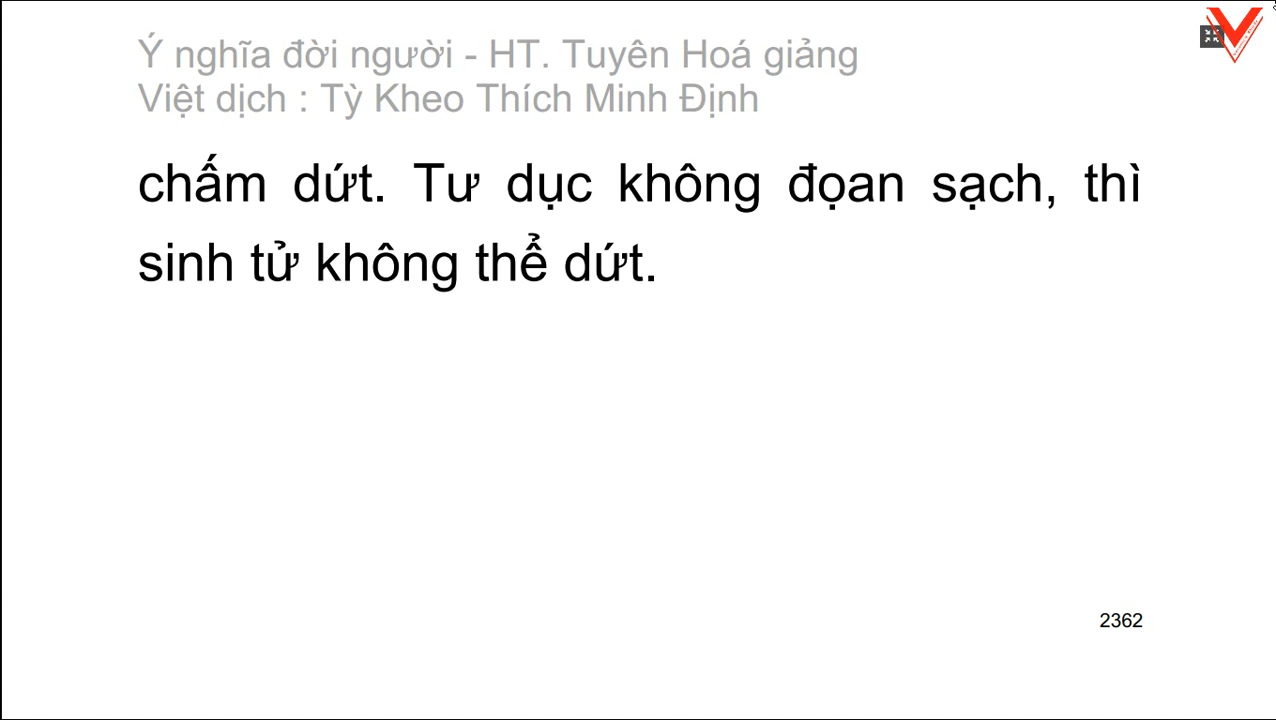 Ý nghĩa đời người - HT. Tuyên Hoá giảng
Việt dịch : Tỳ Kheo Thích Minh Định
chấm dứt. Tư dục không đọan sạch, thì
sinh tử không thể dứt.
2362